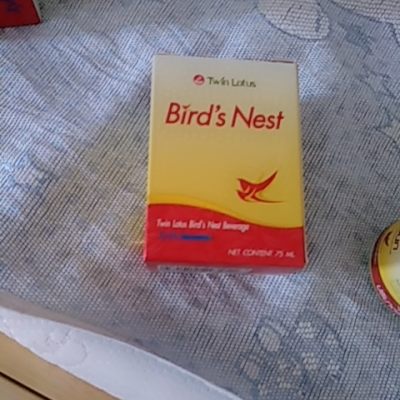 Twin Lotus
Bird's Nest
Twin Lotus Bird's Nest Beverage
NET CONTENT 75 ML